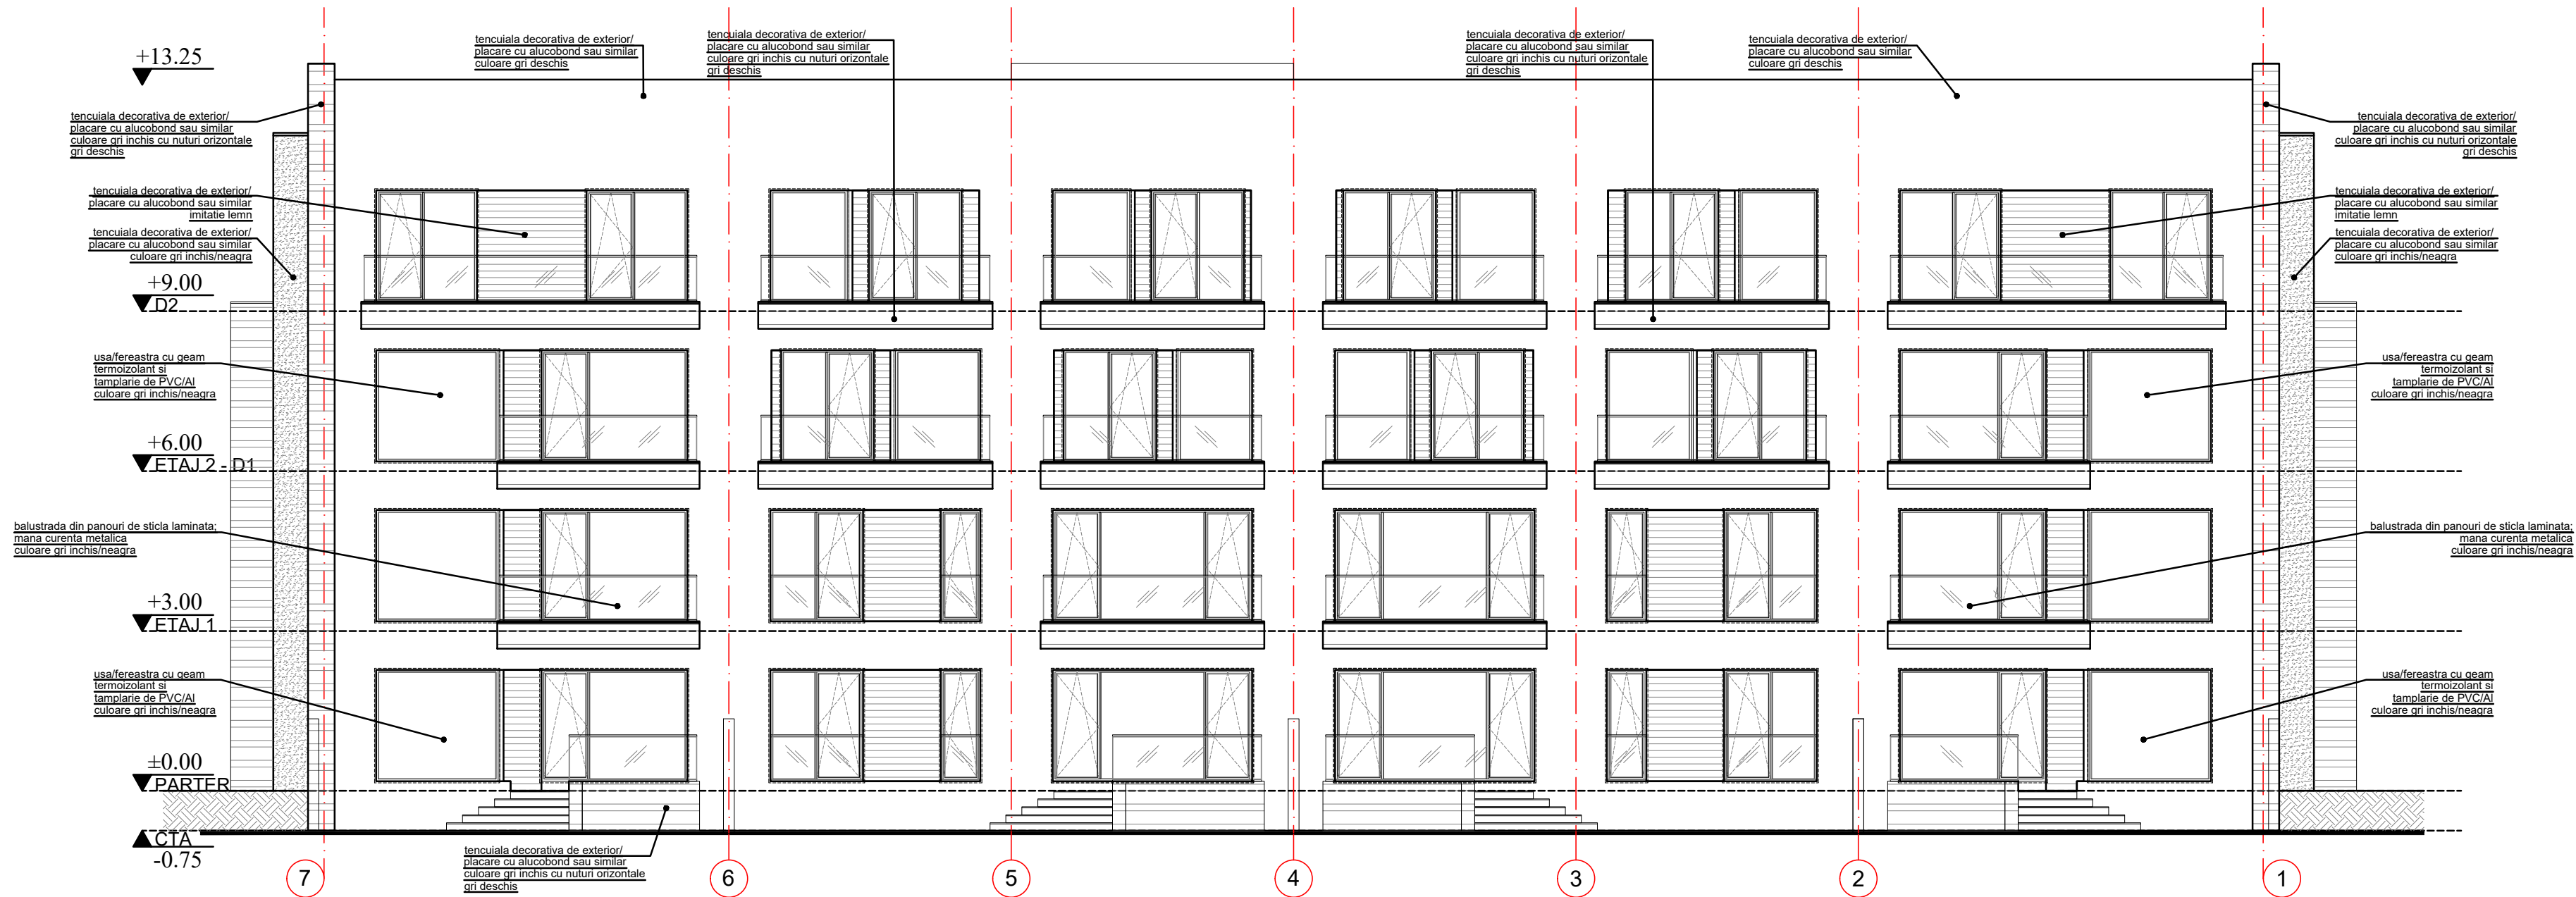 +13.25
tencuiala decorativa de exterior/
placare cu alucobond sau similar
culoare gri deschis
tencuiala decorativa de exterior/
placare cu alucobond sau similar
culoare gri inchis cu nuturi orizontale
gri deschis
tencuiala decorativa de exterior/
placare cu alucobond sau similar
culoare gri inchis cu nuturi orizontale
gri deschis
tencuiala decorativa de exterior/
placare cu alucobond sau similar
culoare gri deschis
tencuiala decorativa de exterior/
placare cu alucobond sau similar
culoare gri inchis cu nuturi orizontale
gri deschis
tencuiala decorativa de exterior/
placare cu alucobond sau similar
culoare gri inchis cu nuturi orizontale
gri deschis
tencuiala decorativa de exterior/
placare cu alucobond sau similar
imitatie lemn
tencuiala decorativa de exterior/
placare cu alucobond sau similar
imitatie lemn
tencuiala decorativa de exterior/
placare cu alucobond sau similar
culoare gri inchis/neagra
tencuiala decorativa de exterior/
placare cu alucobond sau similar
culoare gri inchis/neagra
+9.00
D2
usa/fereastra cu geam
termoizolant si
tamplarie de PVC/Al
culoare gri inchis/neagra
usa/fereastra cu geam
termoizolant si
tamplarie de PVC/Al
culoare gri inchis/neagra
+6.00
ETAJ 2 - D1
balustrada din panouri de sticla laminata;
mana curenta metalica
culoare gri inchis/neagra
balustrada din panouri de sticla laminata;
mana curenta metalica
culoare gri inchis/neagra
+3.00
ETAJ 1
usa/fereastra cu geam
termoizolant si
tamplarie de PVC/Al
culoare gri inchis/neagra
usa/fereastra cu geam
termoizolant si
tamplarie de PVC/Al
culoare gri inchis/neagra
±0.00
PARTER
CTA
-0.75
tencuiala decorativa de exterior/
placare cu alucobond sau similar
culoare gri inchis cu nuturi orizontale
gri deschis
7
6
5
4
3
2
1